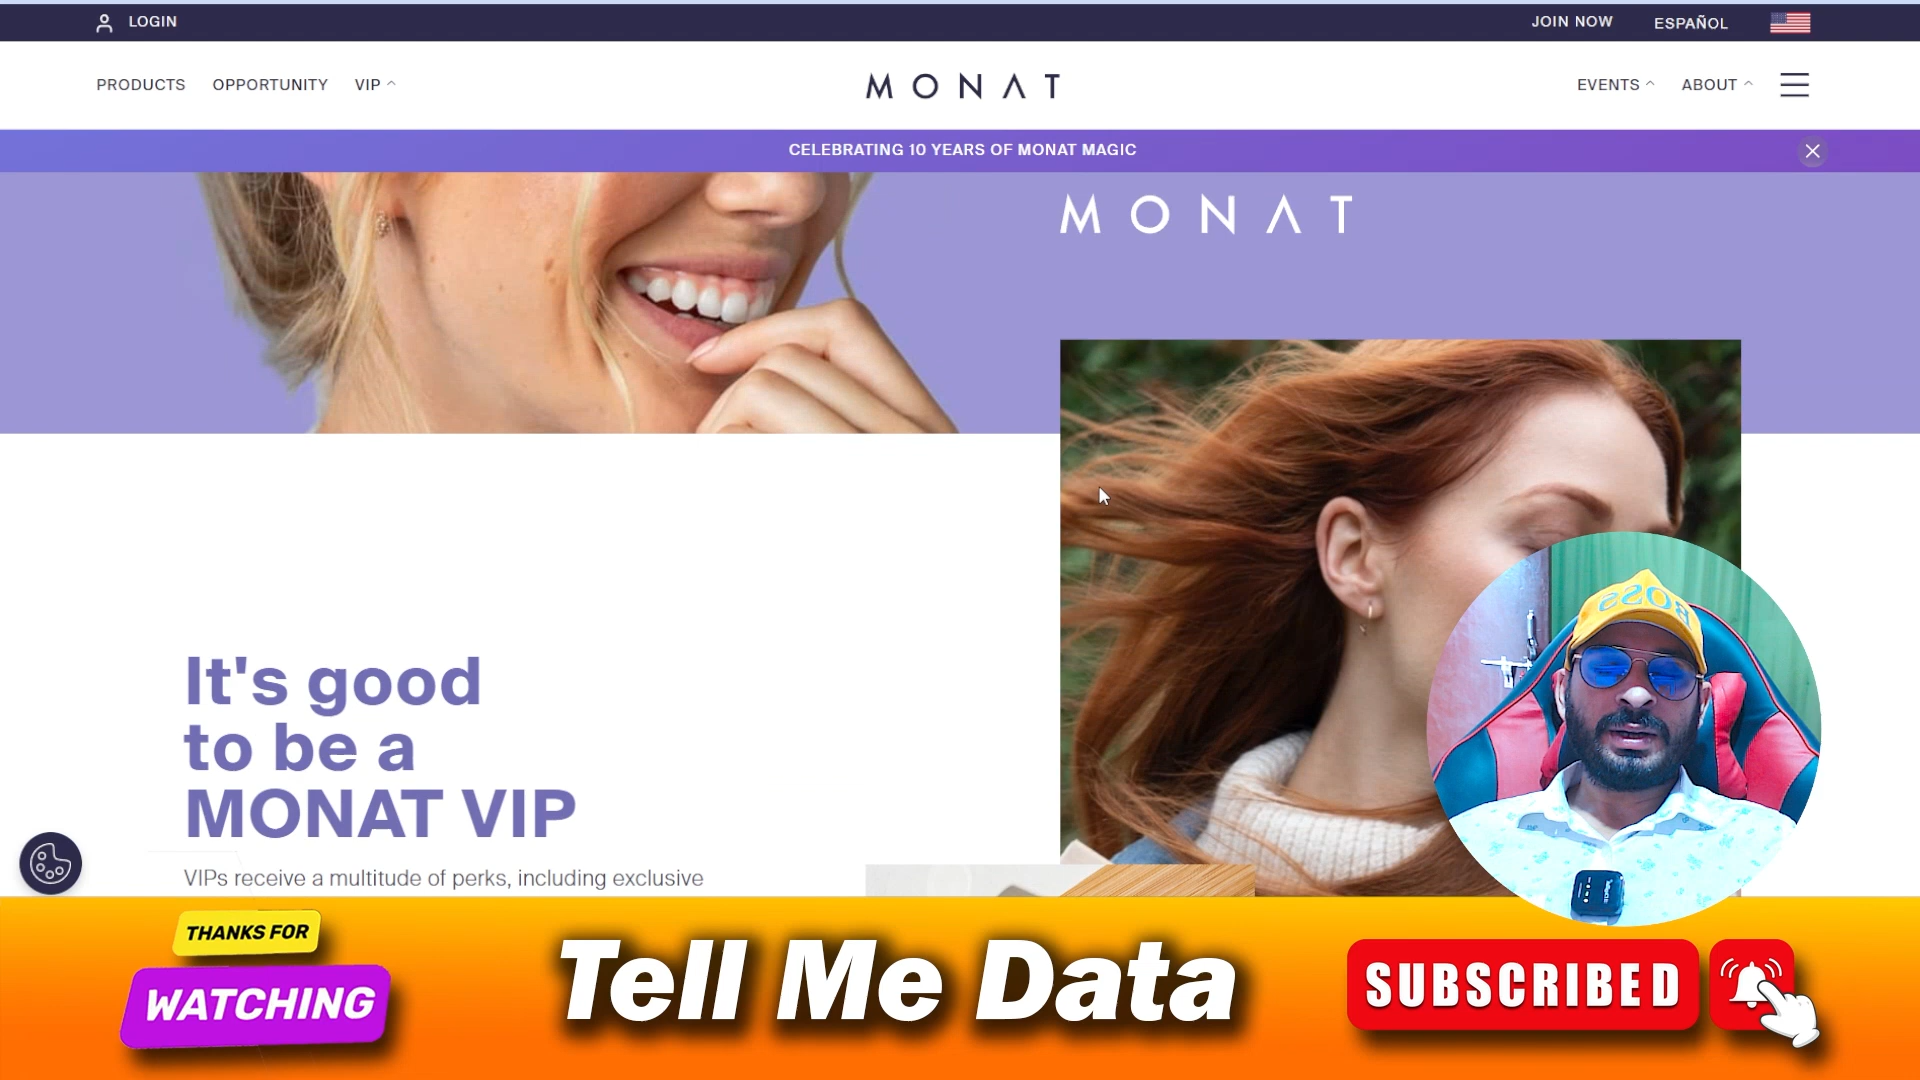 LOGIN
JOIN NOW
ESPAÑOL
PRODUCTS
OPPORTUNITY
VIP
MONAT
EVENTS
ABOUT
CELEBRATING 10 YEARS OF MONAT MAGIC
MONAT
BOSS
It's good
to be a
MONAT VIP
VIPs receive a multitude of perks, including exclusive
THANKS FOR
WATCHING
Tell Me Data
SUBSCRIBED